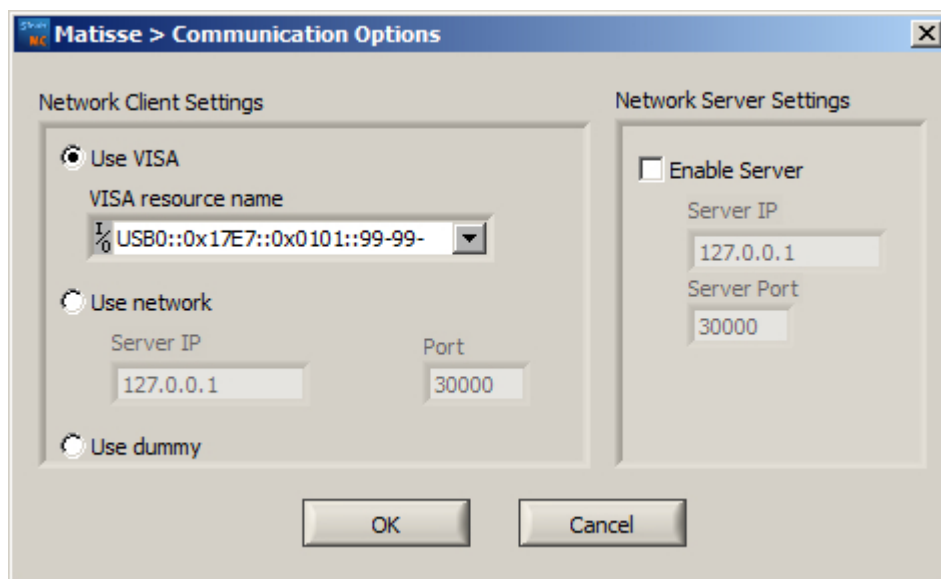 Matisse > Communication Options
Network Client Settings
Use VISA
VISA resource name
I/O USB0::0x17E7::0x0101::99-99-
Use network
Server IP
Port
127.0.0.1
30000
Use dummy
Network Server Settings
Enable Server
Server IP
127.0.0.1
Server Port
30000
OK
Cancel